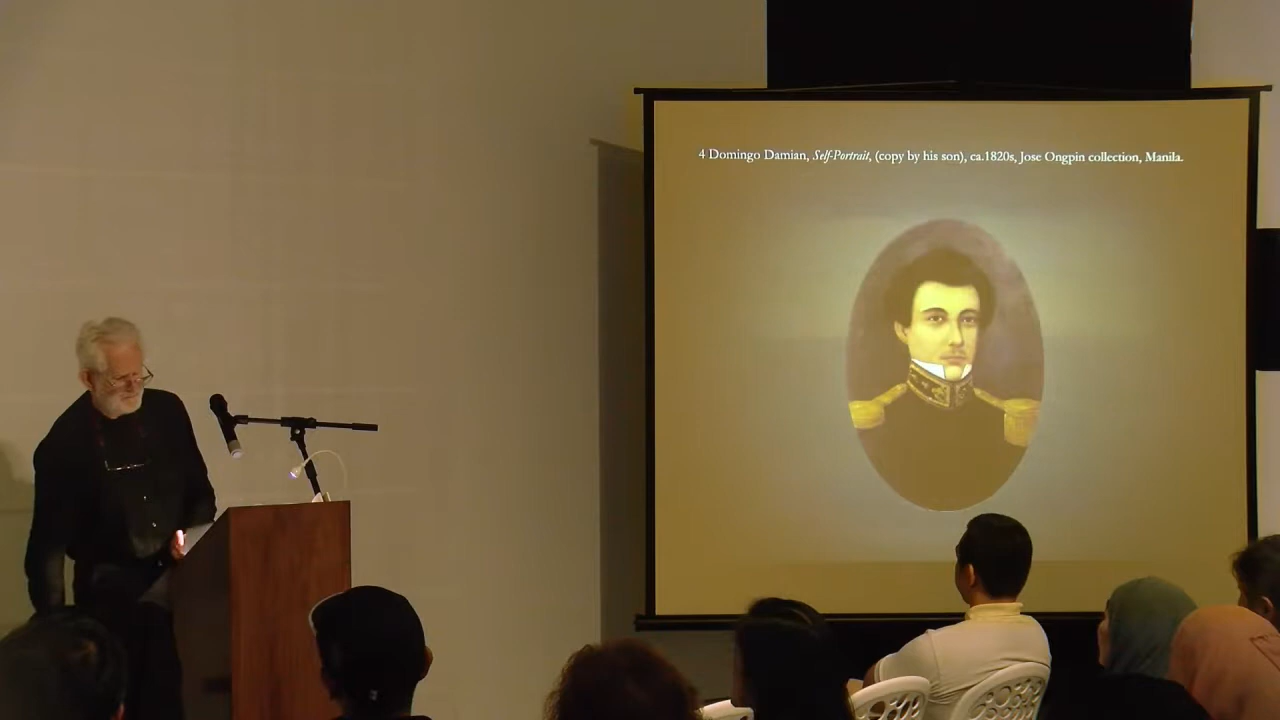 4 Domingo Damian, Self-Portrait, (copy by his son), ca.1820s, Jose Ongpin collection, Manila.